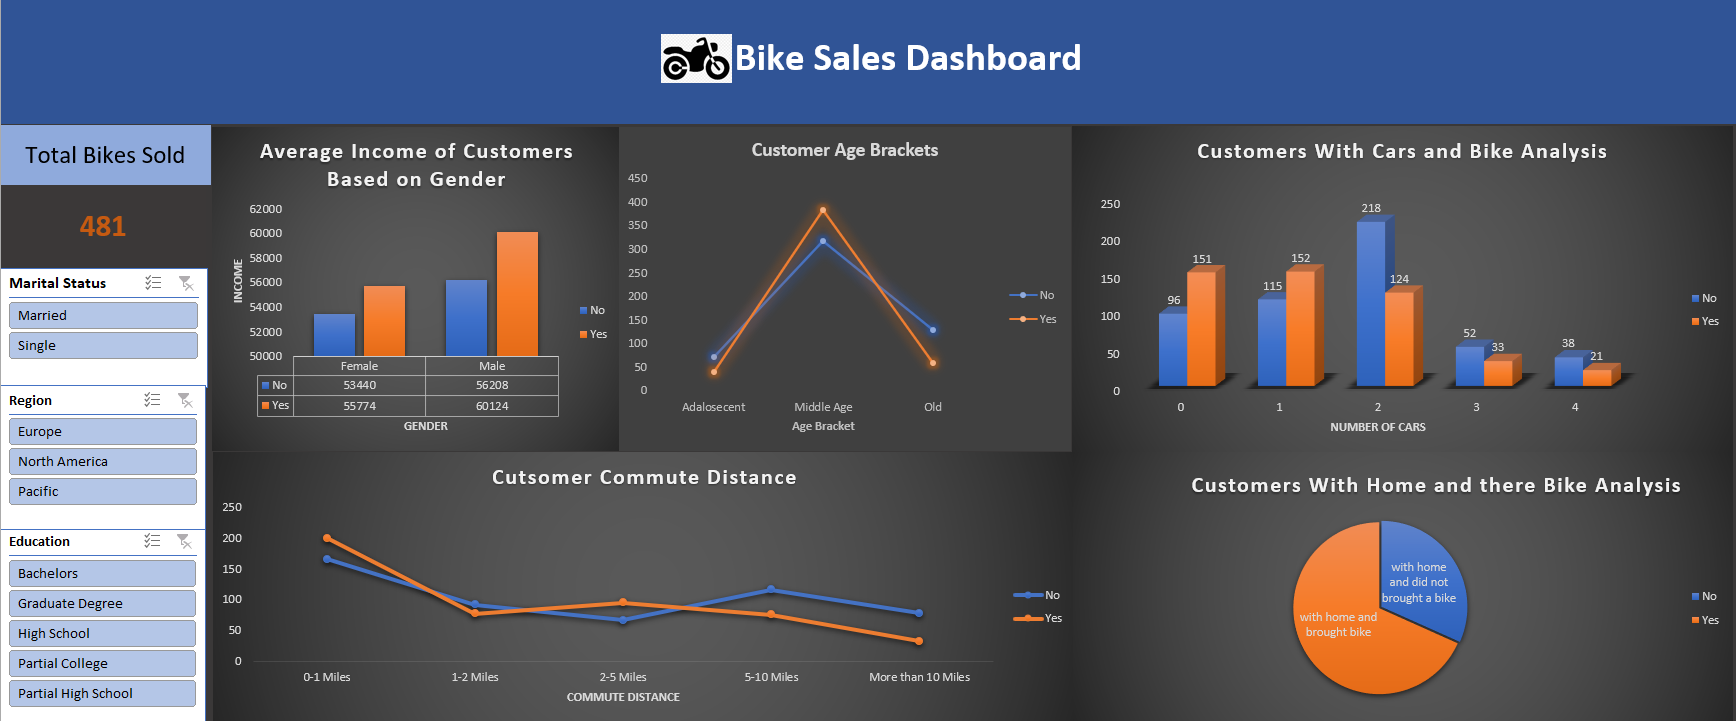 Bike Sales Dashboard
Total Bikes Sold
481
Marital Status
Married
Single
Region
Europe
North America
Pacific
Education
Bachelors
Graduate Degree
High School
Partial College
Partial High School
Average Income of Customers
Based on Gender
62000
60000
58000
56000
54000
52000
50000
INCOME
Female Male
No 53440 56208
Yes 55774 60124
GENDER
No
Yes
Customer Age Brackets
450
400
350
300
250
200
150
100
50
0
Adalosecent Middle Age Old
Age Bracket
No
Yes
Customers With Cars and Bike Analysis
250
200
150
100
50
0
96 151 115 152 218 124 52 33 38 21
0 1 2 3 4
NUMBER OF CARS
No
Yes
Cutsomer Commute Distance
250
200
150
100
50
0
0-1 Miles 1-2 Miles 2-5 Miles 5-10 Miles More than 10 Miles
COMMUTE DISTANCE
No
Yes
Customers With Home and there Bike Analysis
with home
and did not
brought a bike
with home and
brought bike
No
Yes